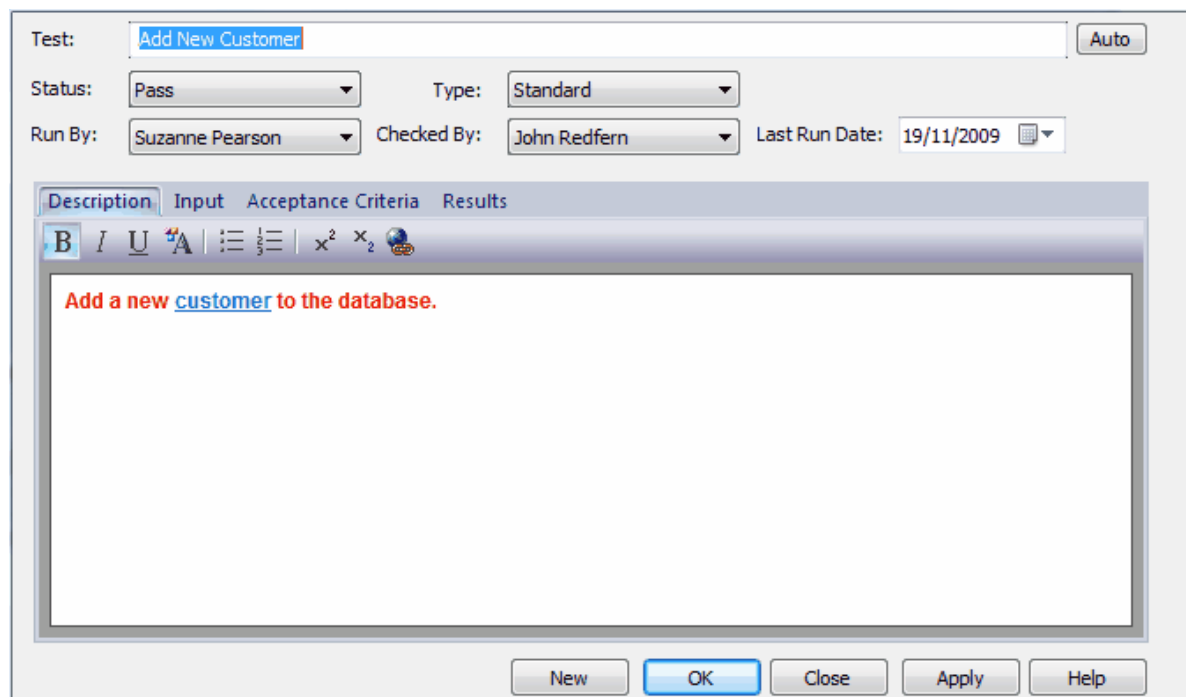 Test: Add New Customer Auto
Status: Pass Type: Standard
Run By: Suzanne Pearson Checked By: John Redfern Last Run Date: 19/11/2009
Description Input Acceptance Criteria Results
B I U A x² x₂
Add a new customer to the database.
New OK Close Apply Help